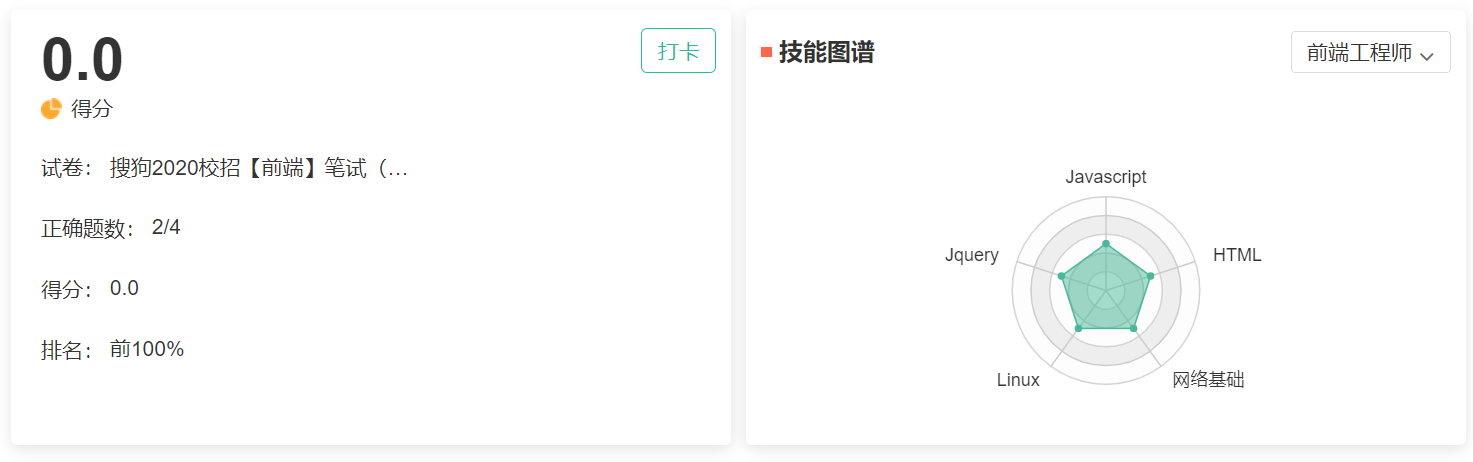 0.0
打卡
得分
试卷： 搜狗2020校招【前端】笔试（…
正确题数： 2/4
得分： 0.0
排名： 前100%
技能图谱
前端工程师
Javascript
Jquery
HTML
Linux
网络基础